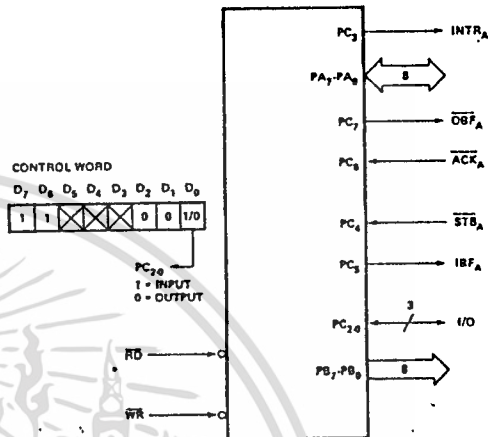 PC3 INTRA
PA7-PA0 8
PC7 OBFA
PC6 ACKA
PC4 STBA
PC5 IBFA
PC2-0 3 I/O
PB7-PB0 8
CONTROL WORD
D7 D6 D5 D4 D3 D2 D1 D0
1 1 0 0 1/0
PC2-0
1 = INPUT
0 = OUTPUT
RD
WR